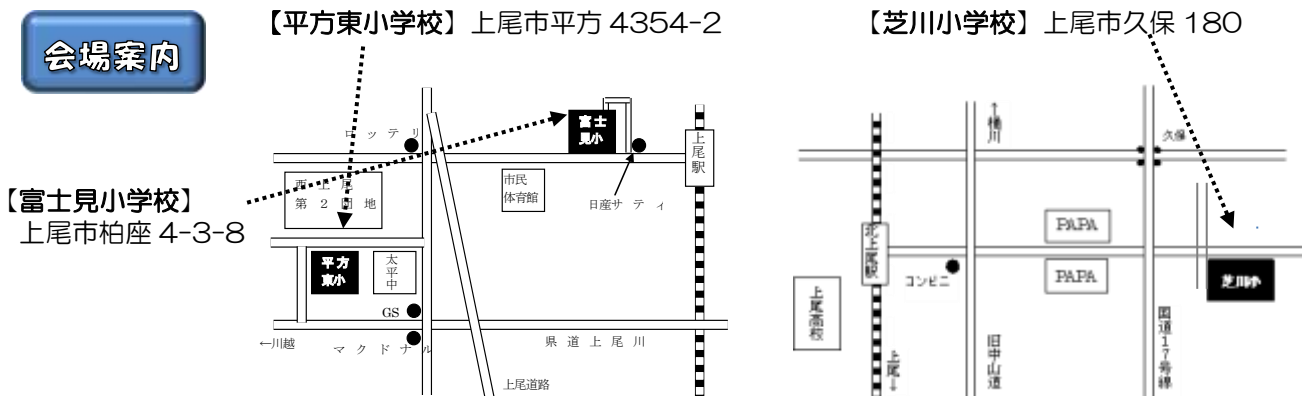 会場案内
【平方東小学校】上尾市平方 4354-2
【芝川小学校】上尾市久保 180
【富士見小学校】
上尾市柏座 4-3-8
ロッテリ
富士
見小
上尾駅
西上尾
第2団地
市民
体育館
日産サティ
平方
東小
太平中
GS
←川越
マクドナル
県道上尾川
上尾道路
↑桶川
久保
PAPA
北上尾駅
コンビニ
PAPA
芝川小
上尾高校
上尾↓
旧中山道
国道17号線